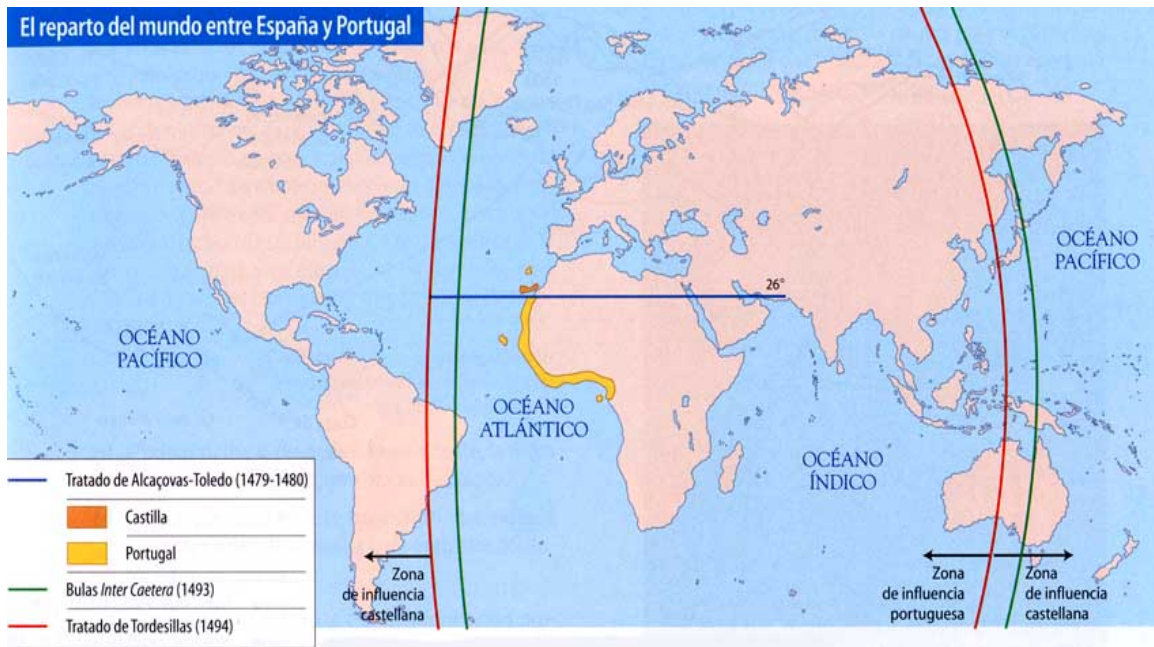 El reparto del mundo entre España y Portugal
26°
OCÉANO
PACÍFICO
OCÉANO
PACÍFICO
OCÉANO
ATLÁNTICO
OCÉANO
ÍNDICO
Tratado de Alcaçovas-Toledo (1479-1480)
Castilla
Portugal
Bulas Inter Caetera (1493)
Tratado de Tordesillas (1494)
Zona
de influencia
castellana
Zona
de influencia
portuguesa
Zona
de influencia
castellana